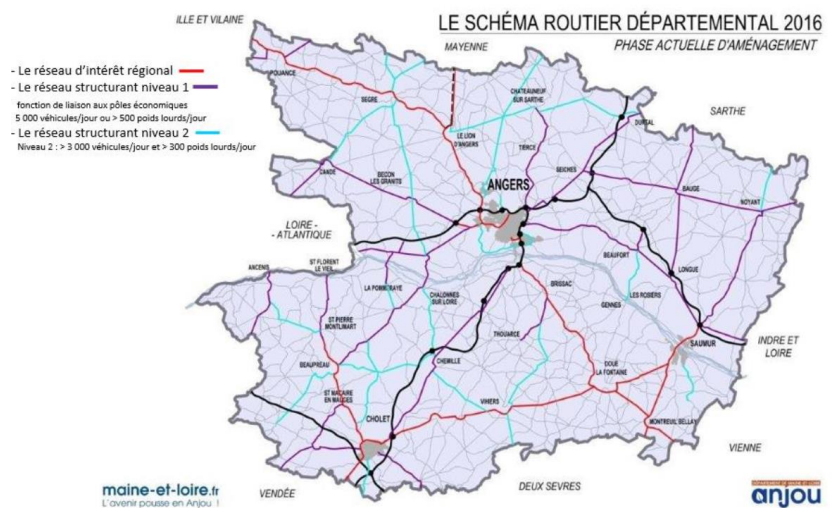 ILLE ET VILAINE
LE SCHÉMA ROUTIER DÉPARTEMENTAL 2016
MAYENNE
PHASE ACTUELLE D'AMÉNAGEMENT
- Le réseau d'intérêt régional
- Le réseau structurant niveau 1
fonction de liaison aux pôles économiques
5 000 véhicules/jour ou > 500 poids lourds/jour
- Le réseau structurant niveau 2
Niveau 2 : > 3 000 véhicules/jour et > 300 poids lourds/jour
POUANCE
SEGRE
CHATEAUNEUF
SUR SARTHE
SARTHE
DURTAL
LE LION
D'ANGERS
TIERCE
CANDE
BECON
LES GRANITS
ANGERS
SEICHES
BAUGE
NOYANT
LOIRE -
- ATLANTIQUE
ANCENIS
ST FLORENT
LE VIEIL
LA POMMERAYE
CHALONNES
SUR LOIRE
BRISSAC
BEAUFORT
LONGUE
GENNES
LES ROSIERS
ST PIERRE
MONTLIMART
THOUARCE
SAUMUR
INDRE ET
LOIRE
BEAUPREAU
CHEMILLE
DOUE
LA FONTAINE
ST MACAIRE
EN MAUGES
CHOLET
VIHIERS
MONTREUIL BELLAY
VIENNE
DEUX SEVRES
VENDÉE
maine-et-loire.fr
L'avenir pousse en Anjou !
anjou